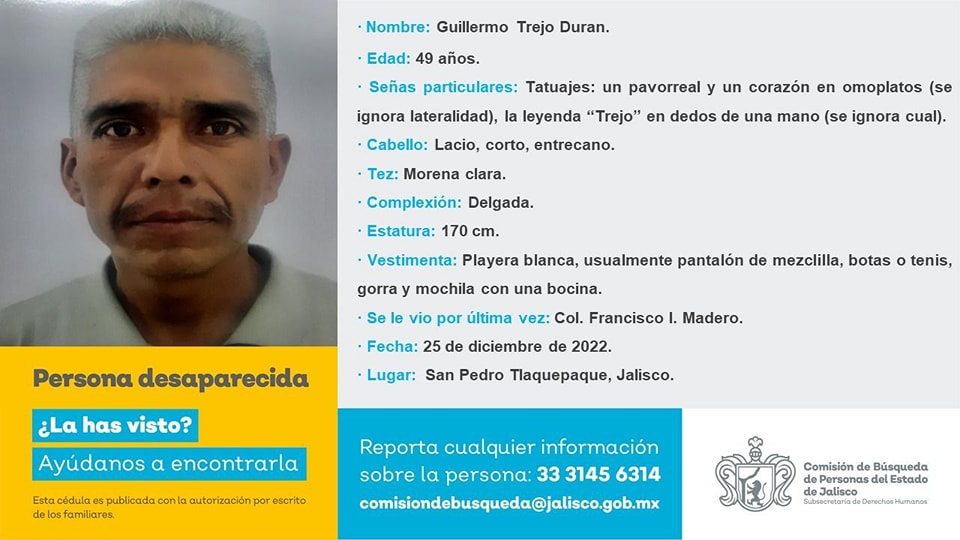 · Nombre: Guillermo Trejo Duran.
· Edad: 49 años.
· Señas particulares: Tatuajes: un pavorreal y un corazón en omoplatos (se
ignora lateralidad), la leyenda “Trejo” en dedos de una mano (se ignora cual).
· Cabello: Lacio, corto, entrecano.
· Tez: Morena clara.
· Complexión: Delgada.
· Estatura: 170 cm.
· Vestimenta: Playera blanca, usualmente pantalón de mezclilla, botas o tenis,
gorra y mochila con una bocina.
· Se le vio por última vez: Col. Francisco I. Madero.
· Fecha: 25 de diciembre de 2022.
· Lugar: San Pedro Tlaquepaque, Jalisco.
Persona desaparecida
¿La has visto?
Ayúdanos a encontrarla
Esta cédula es publicada con la autorización por escrito
de los familiares.
Reporta cualquier información
sobre la persona: 33 3145 6314
comisiondebusqueda@jalisco.gob.mx
Comisión de Búsqueda
de Personas del Estado
de Jalisco
Subsecretaría de Derechos Humanos